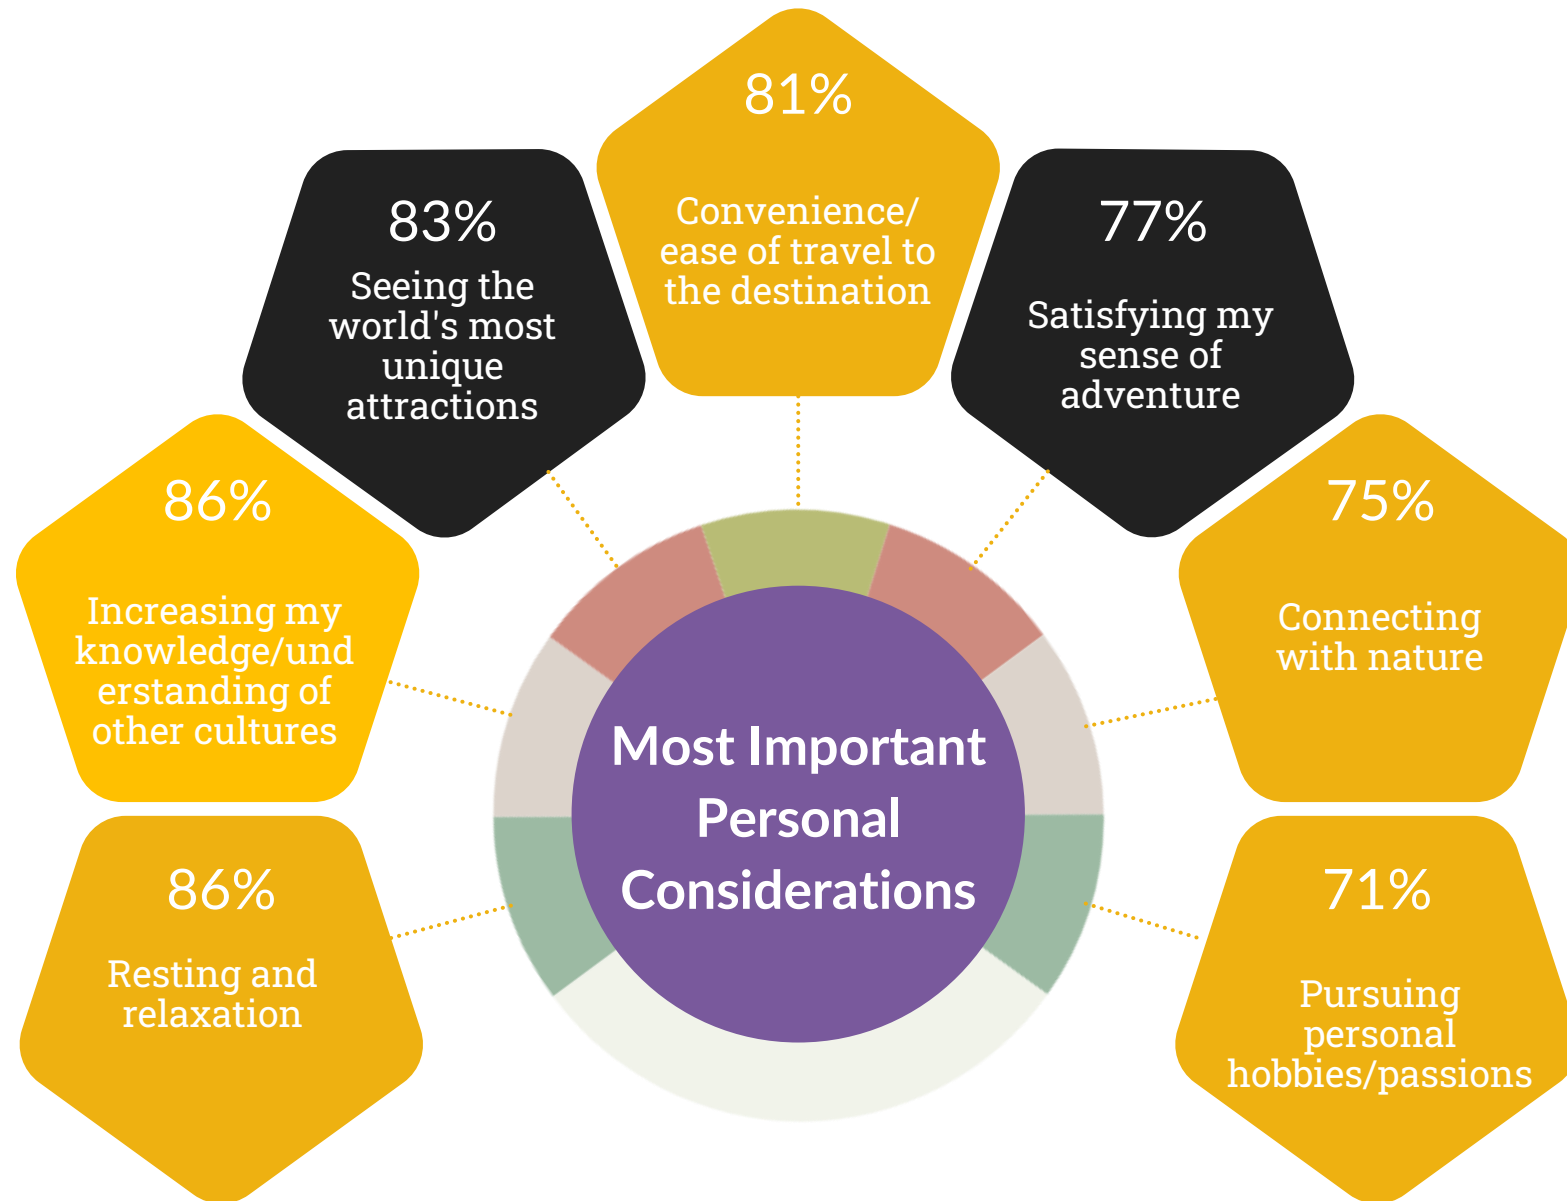 81%
Convenience/
ease of travel to
the destination
83%
Seeing the
world's most
unique
attractions
77%
Satisfying my
sense of
adventure
86%
Increasing my
knowledge/und
erstanding of
other cultures
75%
Connecting
with nature
Most Important
Personal
Considerations
86%
Resting and
relaxation
71%
Pursuing
personal
hobbies/passions